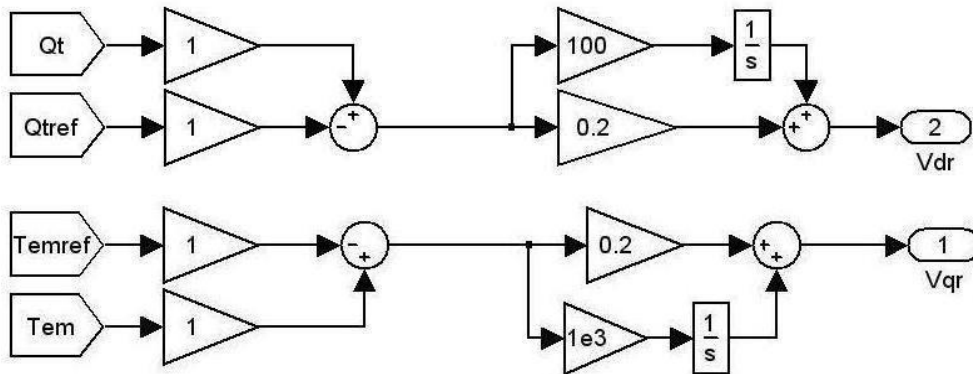 Qt 1 100 1/s
+
Qtref 1 - 0.2 + + 2
Vdr
Temref 1 - + 0.2 + + 1
Vqr
Tem 1 1e3 1/s